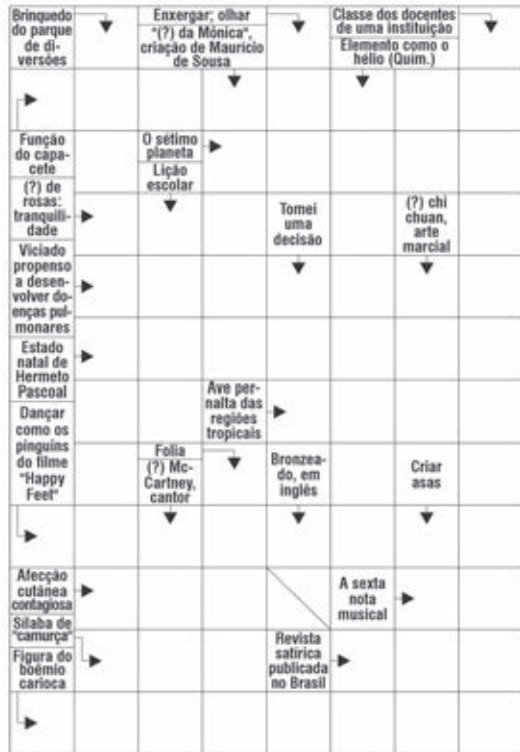 Brinquedo
do parque
de di-
versões
Enxergar; olhar
"(?) da Mônica",
criação de Mauricio
de Sousa
Classe dos docentes
de uma instituição
Elemento como o
hélio (Quím.)
Função
do capa-
cete
O sétimo
planeta
Lição
escolar
(?) de
rosas:
tranquili-
dade
Tomei
uma
decisão
(?) chi
chuan,
arte
marcial
Viciado
propenso
a desen-
volver do-
enças pul-
monares
Estado
natal de
Hermeto
Pascoal
Ave per-
nalta das
regiões
tropicais
Dançar
como os
pinguins
do filme
"Happy
Feet"
Folia
(?) Mc-
Cartney,
cantor
Bronzea-
do, em
inglês
Criar
asas
Afecção
cutânea
contagiosa
A sexta
nota
musical
Sílaba de
"camurça"
Figura do
boêmio
carioca
Revista
satírica
publicada
no Brasil